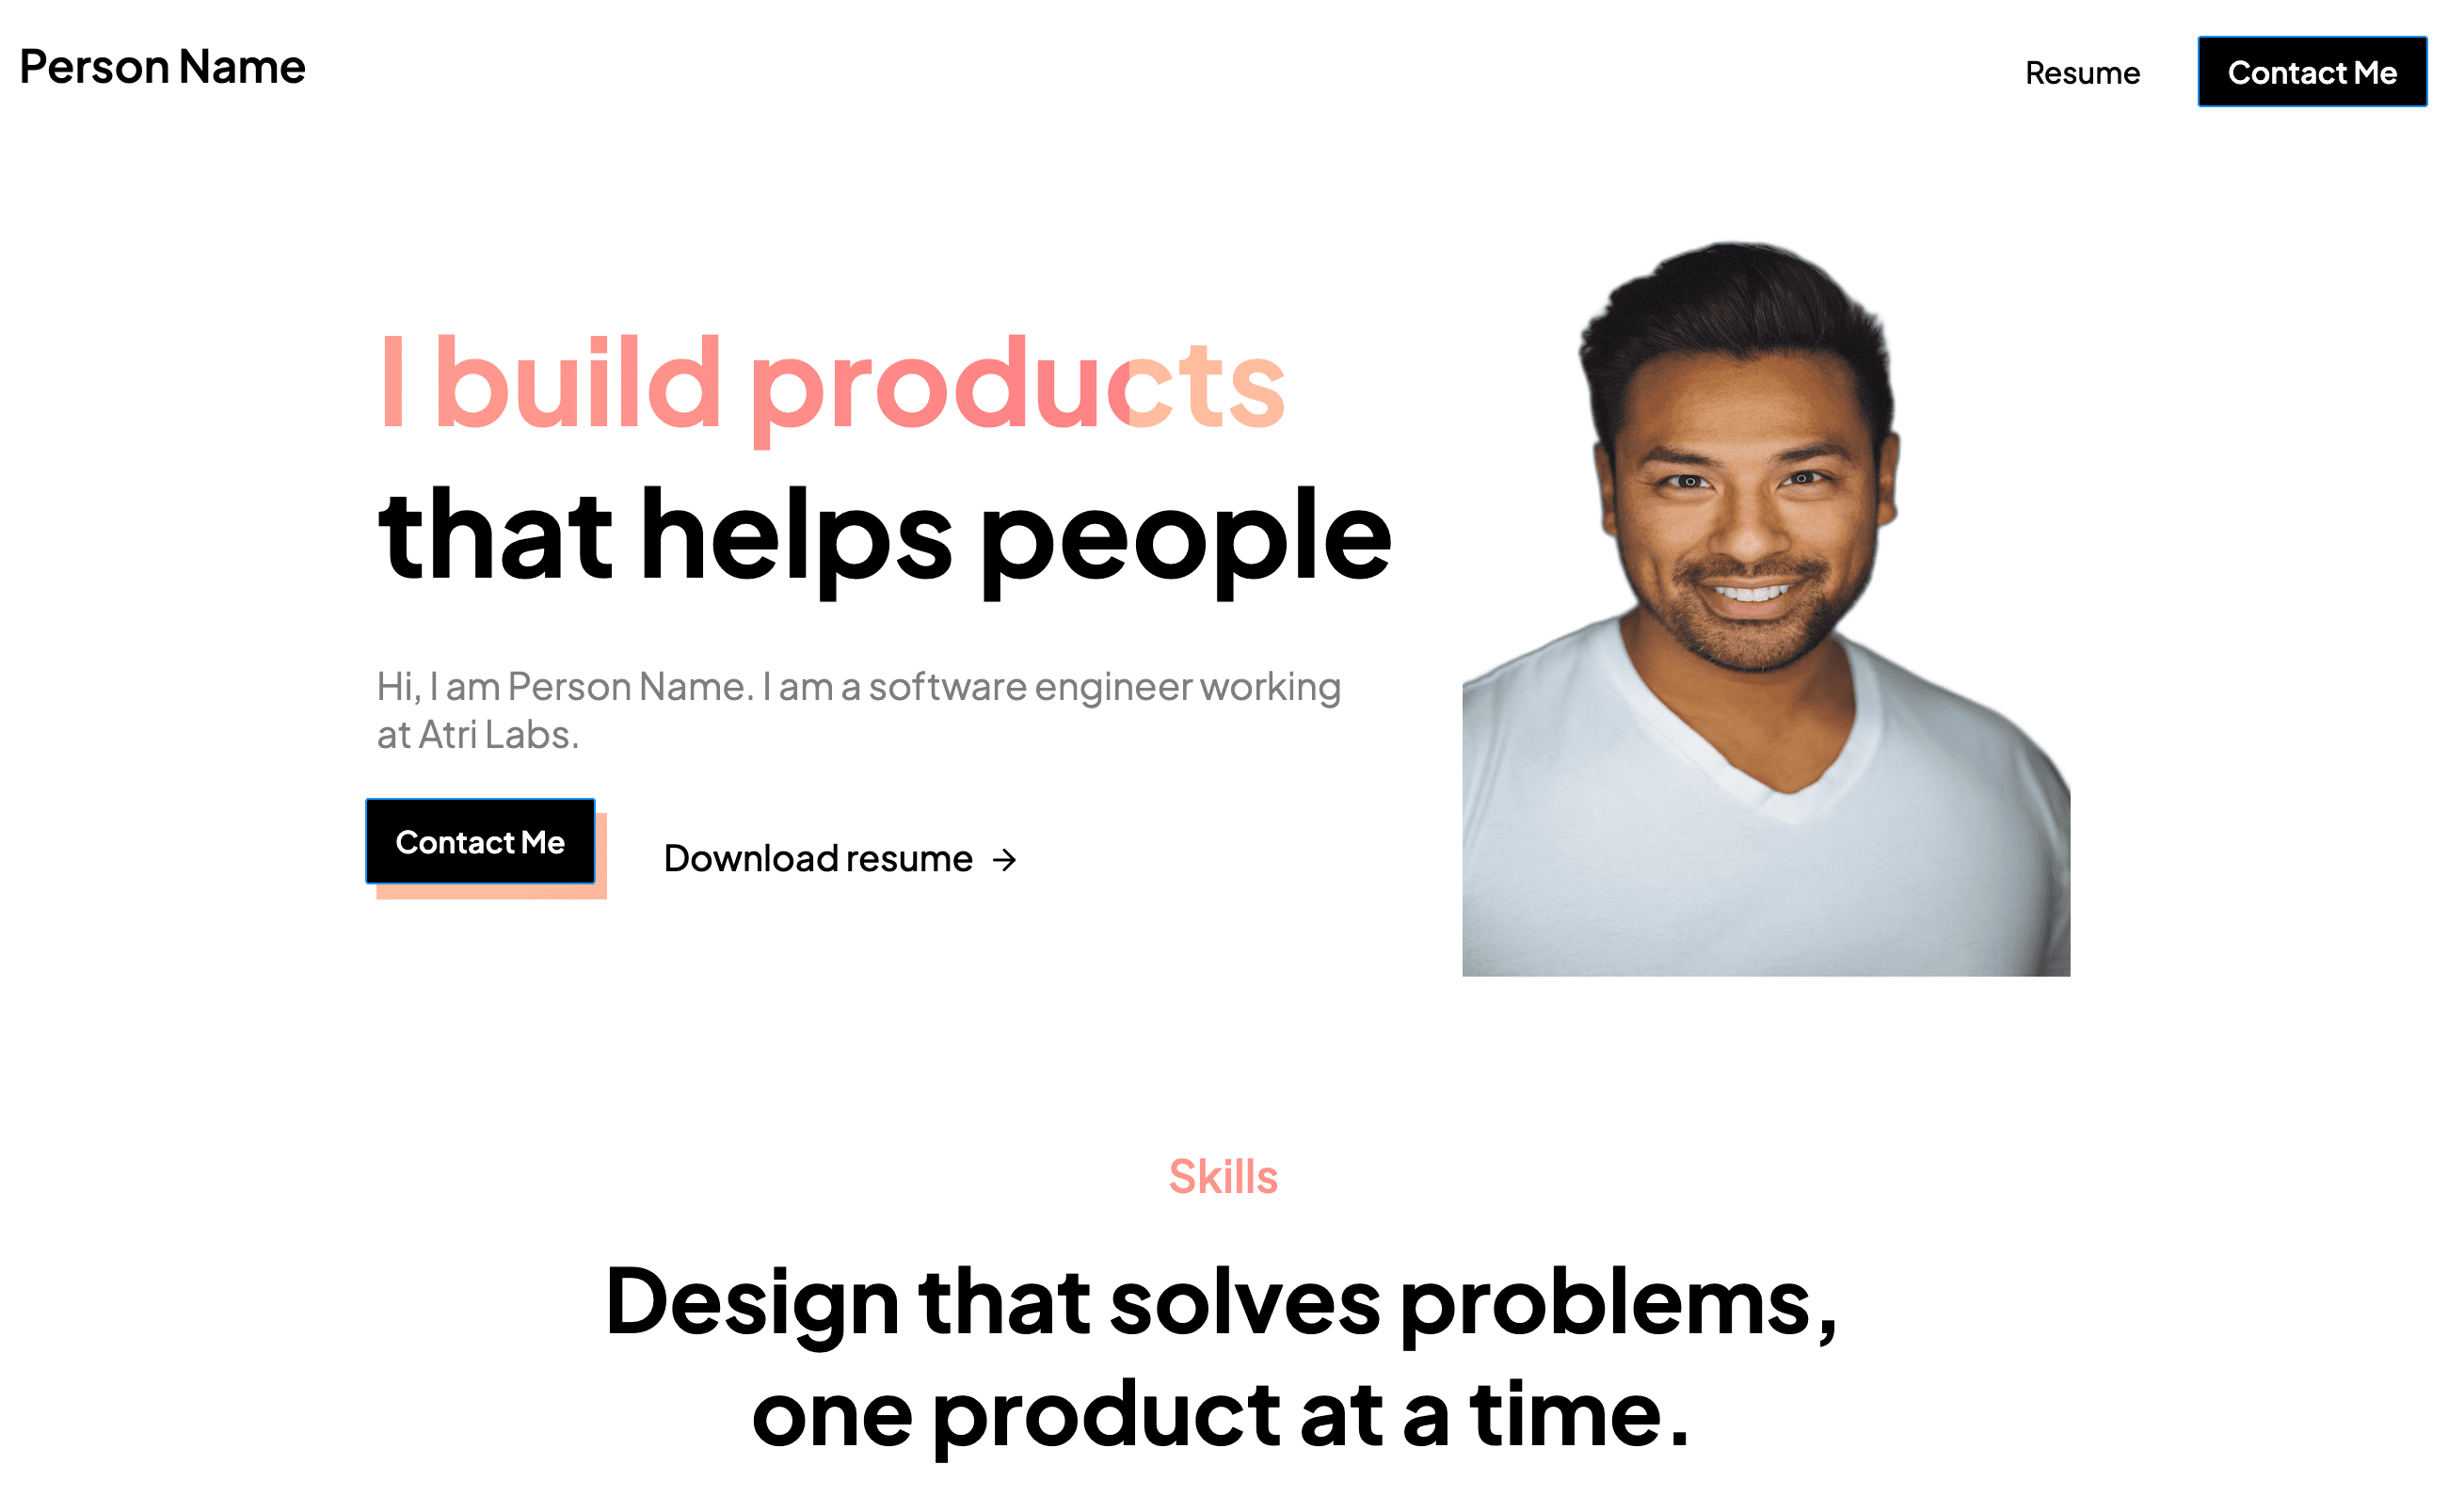 Person Name
Resume
Contact Me
I build products
that helps people
Hi, I am Person Name. I am a software engineer working
at Atri Labs.
Contact Me
Download resume →
Skills
Design that solves problems,
one product at a time.